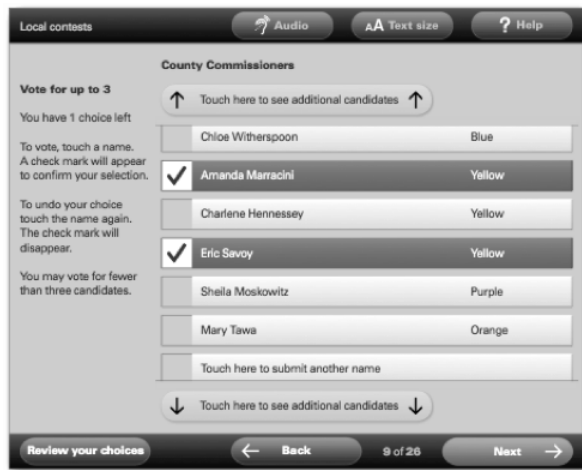 Local contests
Audio
AA Text size
? Help
Vote for up to 3
You have 1 choice left
To vote, touch a name.
A check mark will appear
to confirm your selection.
To undo your choice
touch the name again.
The check mark will
disappear.
You may vote for fewer
than three candidates.
County Commissioners
↑ Touch here to see additional candidates ↑
Chloe Witherspoon Blue
✓ Amanda Marracini Yellow
Charlene Hennessey Yellow
✓ Eric Savoy Yellow
Sheila Moskowitz Purple
Mary Tawa Orange
Touch here to submit another name
↓ Touch here to see additional candidates ↓
Review your choices
← Back
9 of 26
Next →